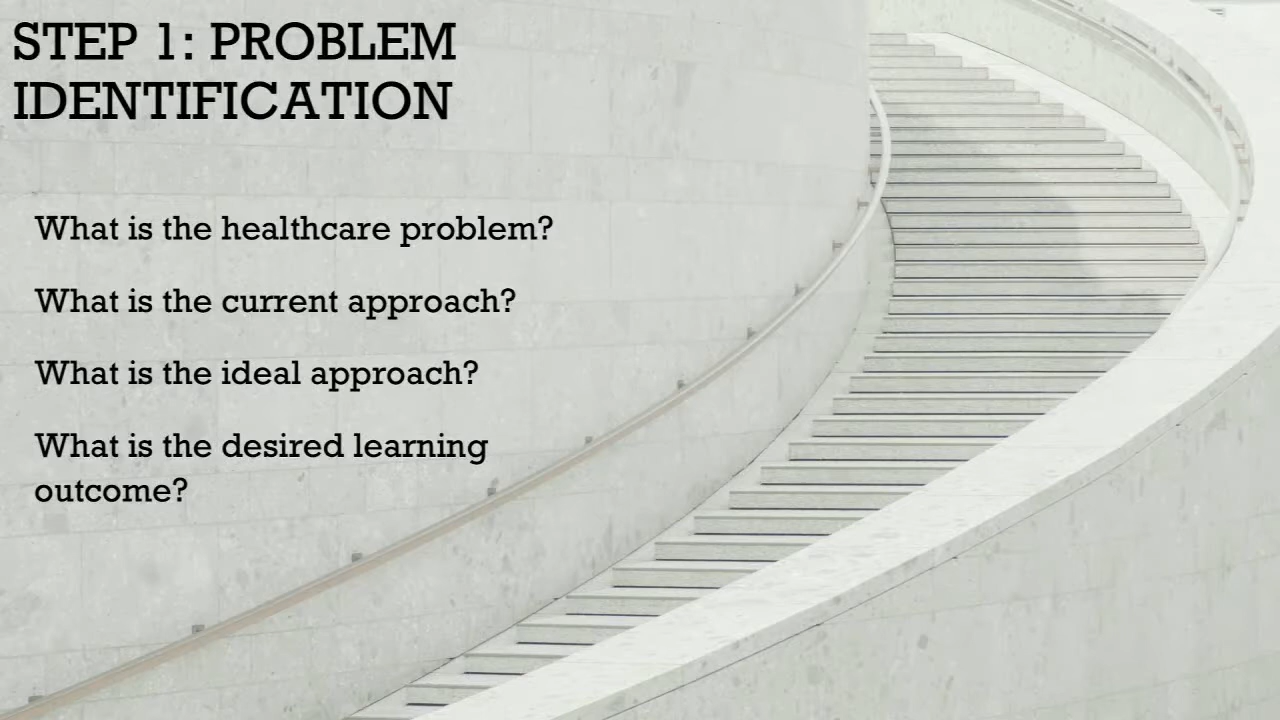 STEP 1: PROBLEM
IDENTIFICATION
What is the healthcare problem?
What is the current approach?
What is the ideal approach?
What is the desired learning
outcome?